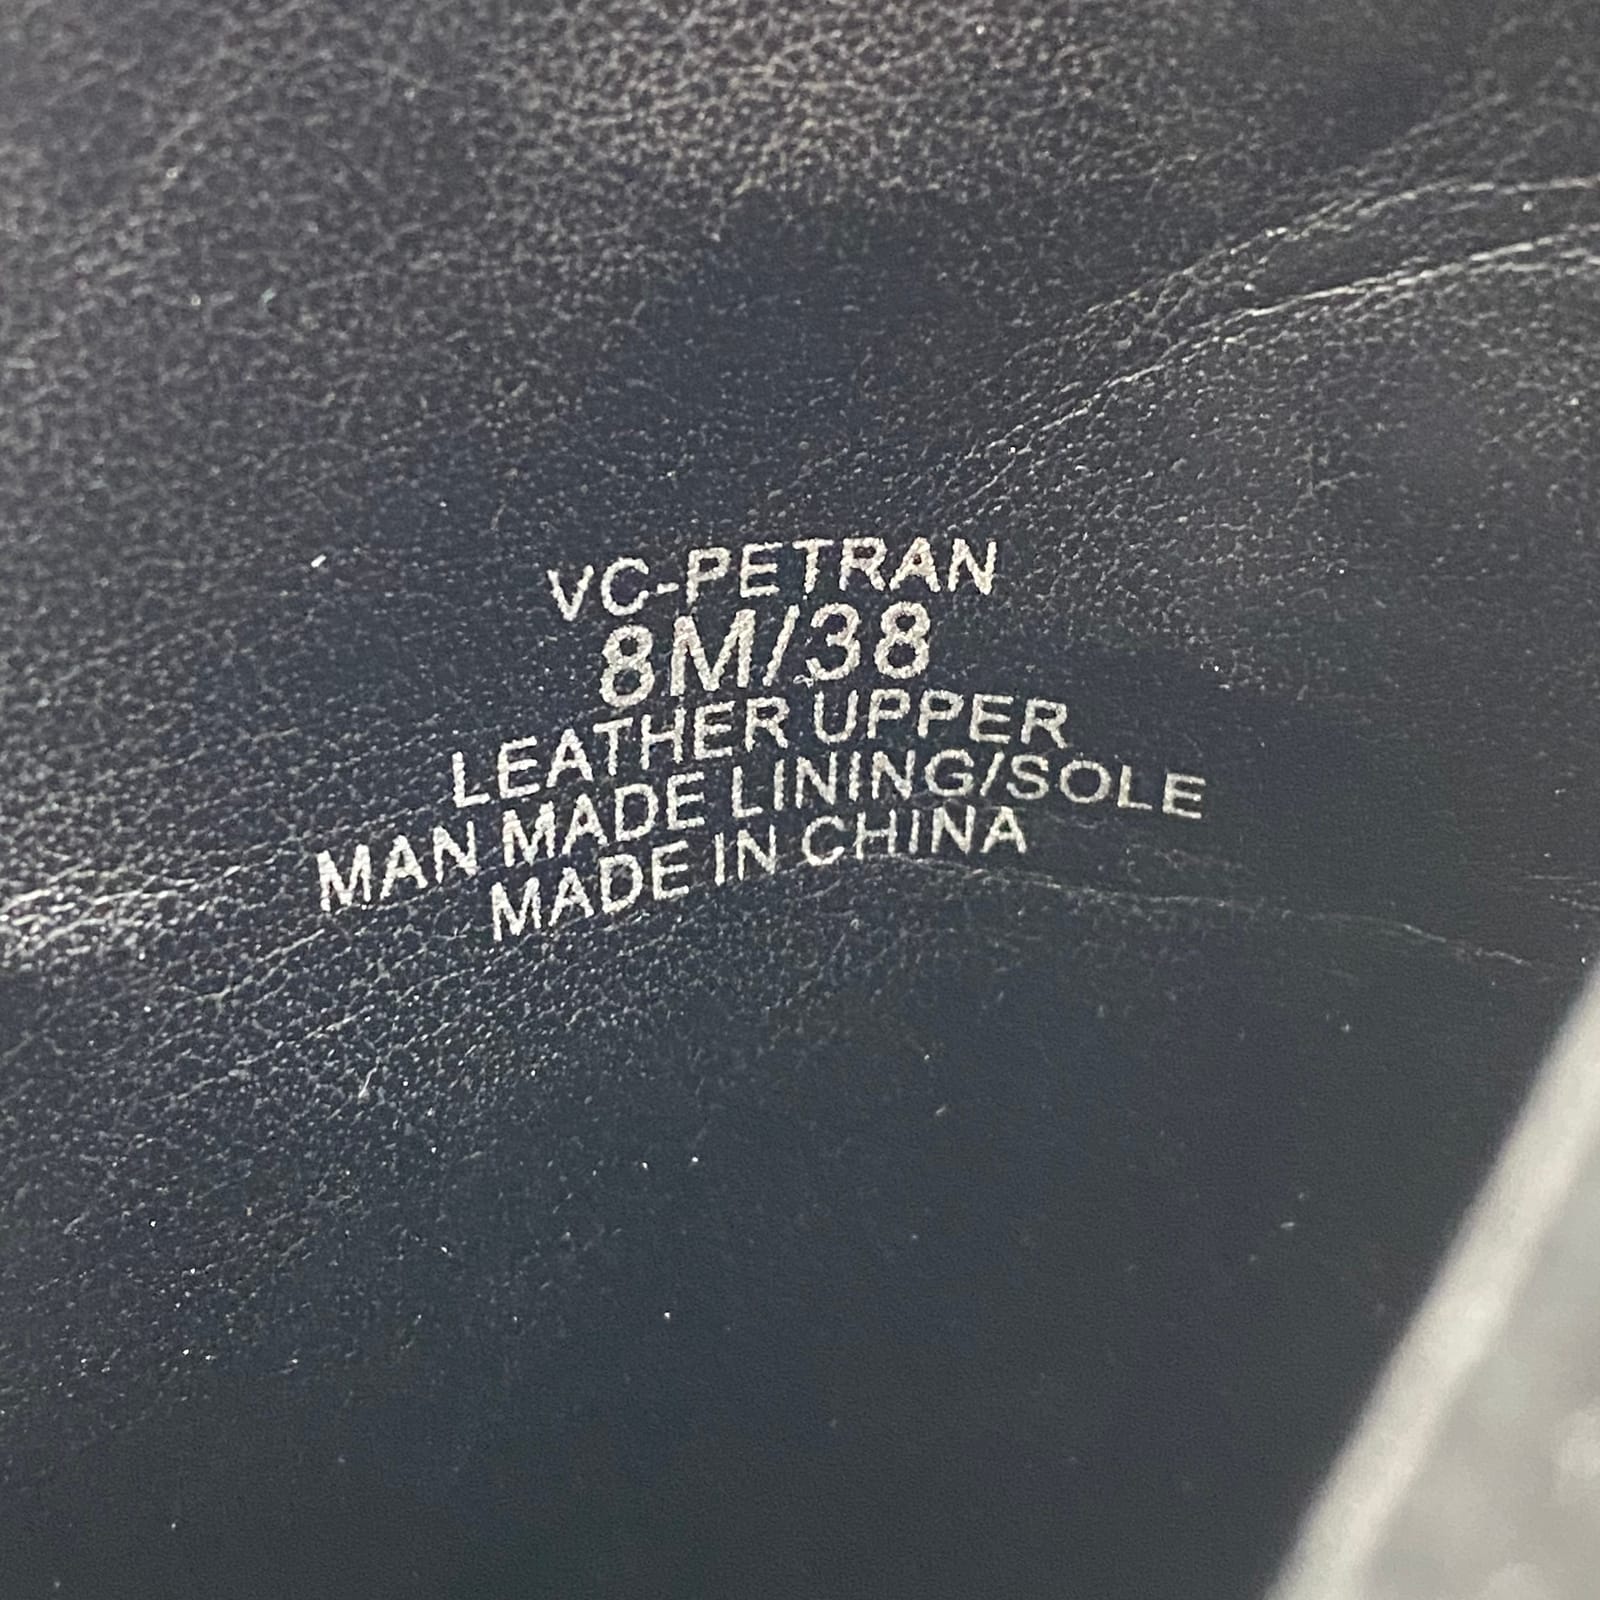 VC-PETRAN
8M/38
LEATHER UPPER
MAN MADE LINING/SOLE
MADE IN CHINA